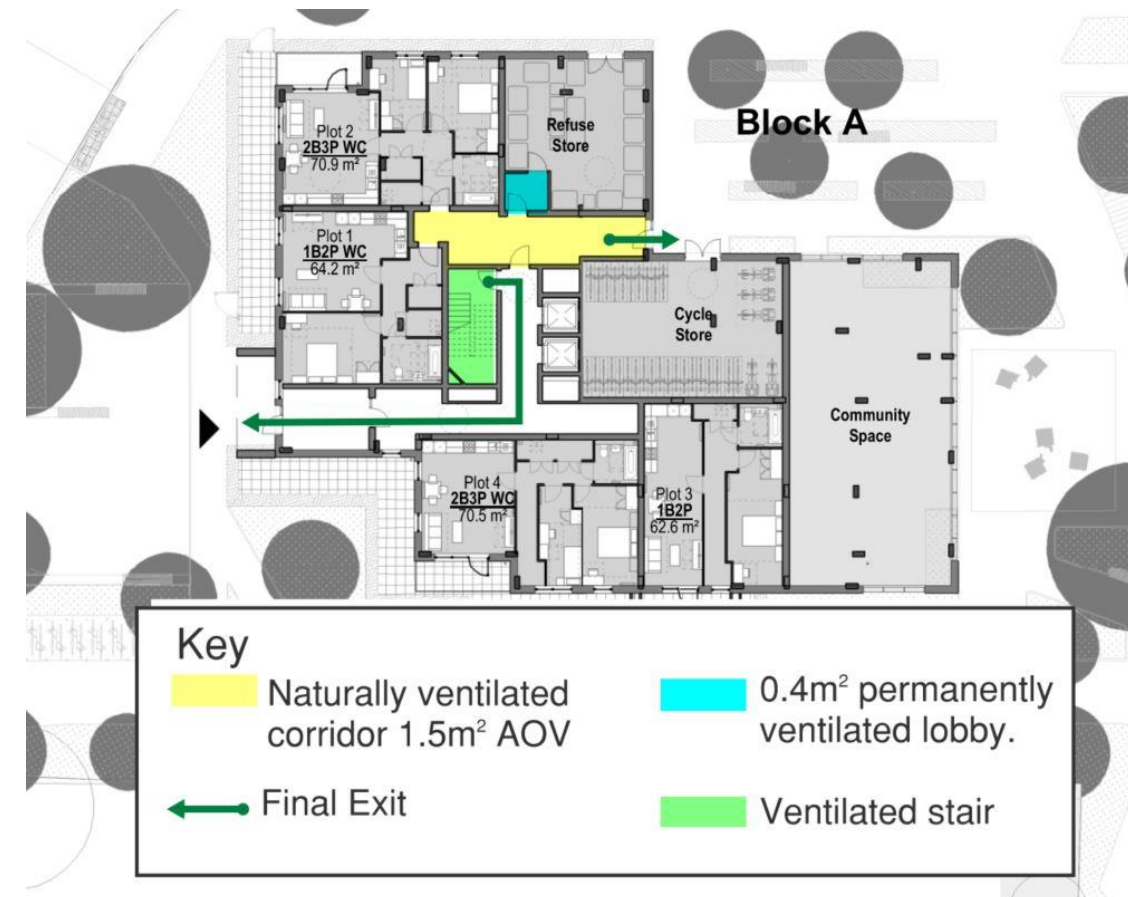 Block A
Refuse
Store
Plot 2
2B3P WC
70.9 m²
Plot 1
1B2P WC
64.2 m²
Cycle
Store
Community
Space
Plot 4
2B3P WC
70.5 m²
Plot 3
1B2P
62.6 m²
Key
Naturally ventilated
corridor 1.5m² AOV
0.4m² permanently
ventilated lobby.
Final Exit
Ventilated stair